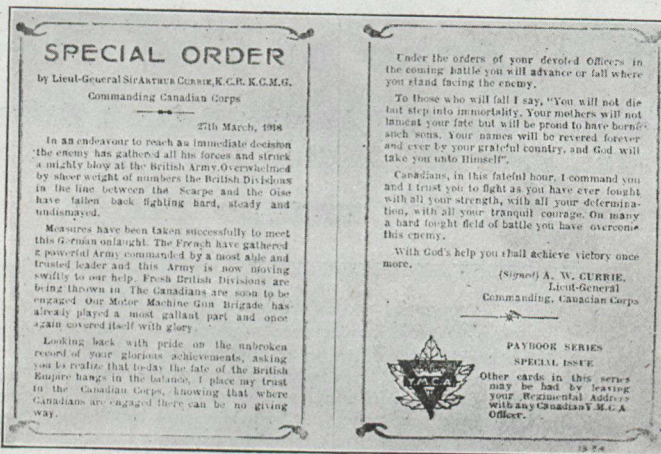 SPECIAL ORDER
by Lieut-General Sir ARTHUR CURRIE, K.C.B. K.C.M.G.
Commanding Canadian Corps
27th March, 1918
In an endeavour to reach an immediate decision
the enemy has gathered all his forces and struck
a mighty blow at the British Army. Overwhelmed
by sheer weight of numbers the British Divisions
in the line between the Scarpe and the Oise
have fallen back fighting hard, steady and
undismayed.
Measures have been taken successfully to meet
this German onlaught. The French have gathered
a powerful Army commanded by a most able and
trusted leader and this Army is now moving
swiftly to our help. Fresh British Divisions are
being thrown in. The Canadians are soon to be
engaged. Our Motor Machine Gun Brigade has
already played a most gallant part and once
again covered itself with glory.
Looking back with pride on the unbroken
record of your glorious achievements, asking
you to realize that to-day the fate of the British
Empire hangs in the balance, I place my trust
in the Canadian Corps, knowing that where
Canadians are engaged there can be no giving
way.
Under the orders of your devoted Officers in
the coming battle you will advance or fall where
you stand facing the enemy.
To those who will fall I say, "You will not die
but step into immortality. Your mothers will not
lament your fate but will be proud to have borne
such sons. Your names will be revered forever
and ever by your grateful country, and God will
take you unto Himself".
Canadians, in this fateful hour, I command you
and I trust you to fight as you have ever fought
with all your strength, with all your determina-
tion, with all your tranquil courage. On many
a hard fought field of battle you have overcome
this enemy.
With God's help you shall achieve victory once
more.
(Signed) A. W. CURRIE,
Lieut-General
Commanding, Canadian Corps
PAYBOOK SERIES
SPECIAL ISSUE
Y.M.C.A.
Other cards in this series
may be had by leaving
your Regimental Address
with any Canadian Y.M.C.A
Officer.